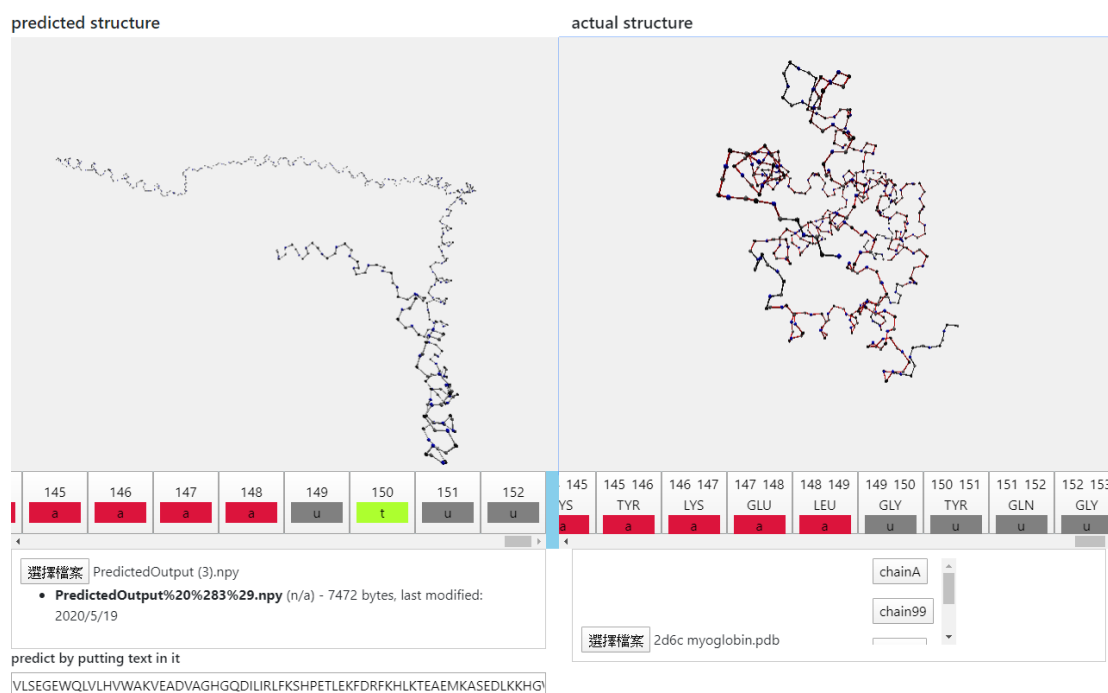 predicted structure
actual structure
145 146 147 148 149 150 151 152
a a a a u t u u
145 145 146 146 147 147 148 148 149 149 150 150 151 151 152 152 153
YS TYR LYS GLU LEU GLY TYR GLN GLY
a a a a a u u u u
選擇檔案 PredictedOutput (3).npy
PredictedOutput%20%283%29.npy (n/a) - 7472 bytes, last modified:
2020/5/19
chainA
chain99
選擇檔案 2d6c myoglobin.pdb
predict by putting text in it
VLSEGEWQLVLHVWAKVEADVAGHGQDILIRLFKSHPETLEKFDRFKHLKTEAEMKASEDLKKHGV